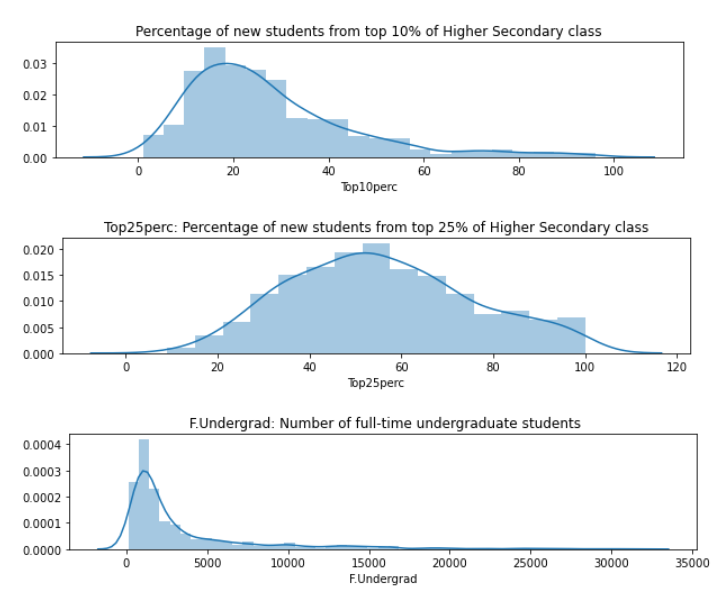 Percentage of new students from top 10% of Higher Secondary class
0.03
0.02
0.01
0.00
0 20 40 60 80 100
Top10perc
Top25perc: Percentage of new students from top 25% of Higher Secondary class
0.020
0.015
0.010
0.005
0.000
0 20 40 60 80 100 120
Top25perc
F.Undergrad: Number of full-time undergraduate students
0.0004
0.0003
0.0002
0.0001
0.0000
0 5000 10000 15000 20000 25000 30000 35000
F.Undergrad